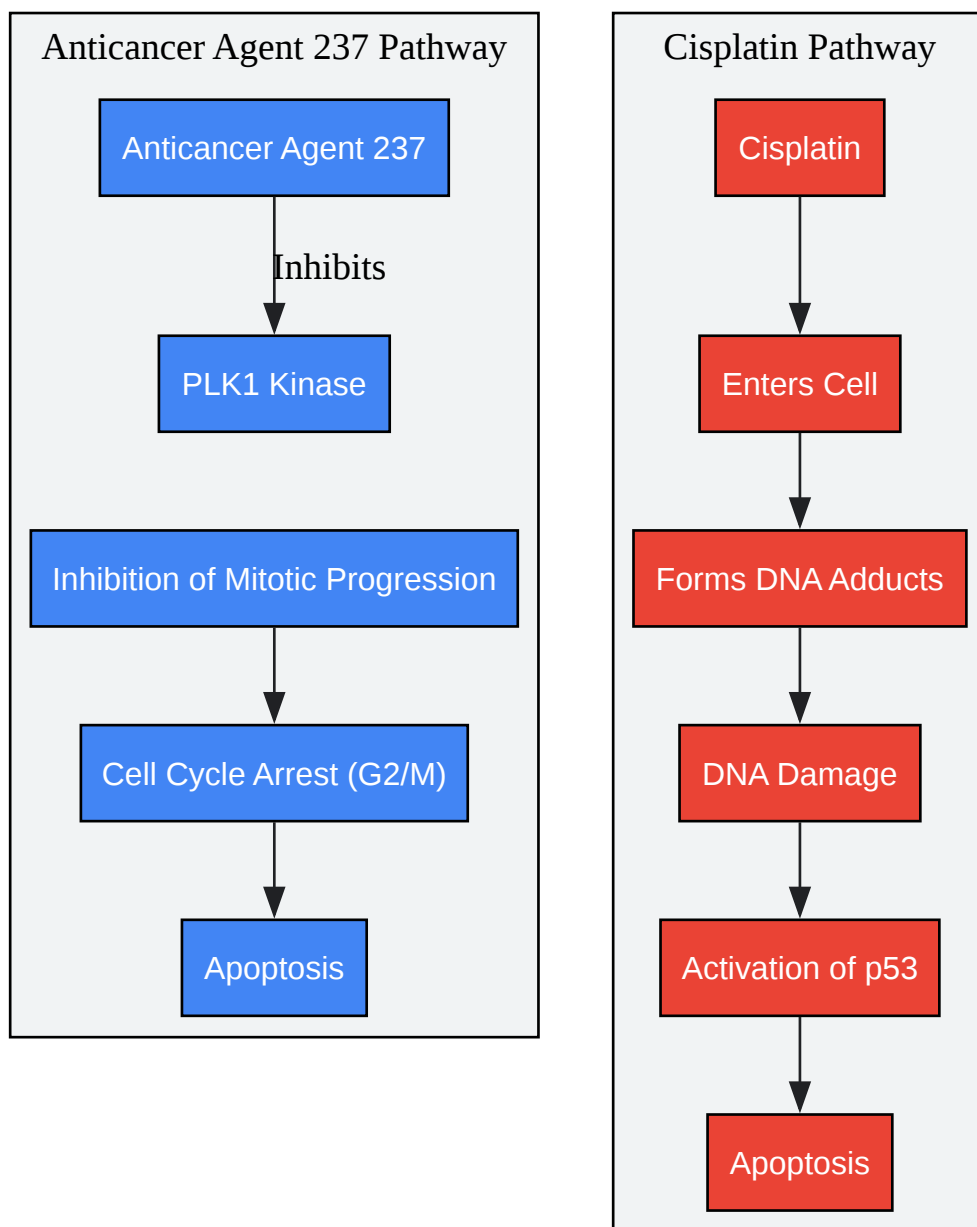 Anticancer Agent 237 Pathway
Anticancer Agent 237
Inhibits
PLK1 Kinase
Inhibition of Mitotic Progression
Cell Cycle Arrest (G2/M)
Apoptosis
Cisplatin Pathway
Cisplatin
Enters Cell
Forms DNA Adducts
DNA Damage
Activation of p53
Apoptosis